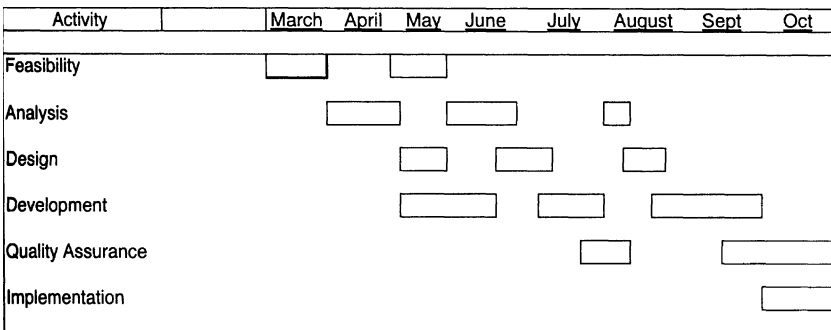 Activity March April May June July August Sept Oct
Feasibility
Analysis
Design
Development
Quality Assurance
Implementation